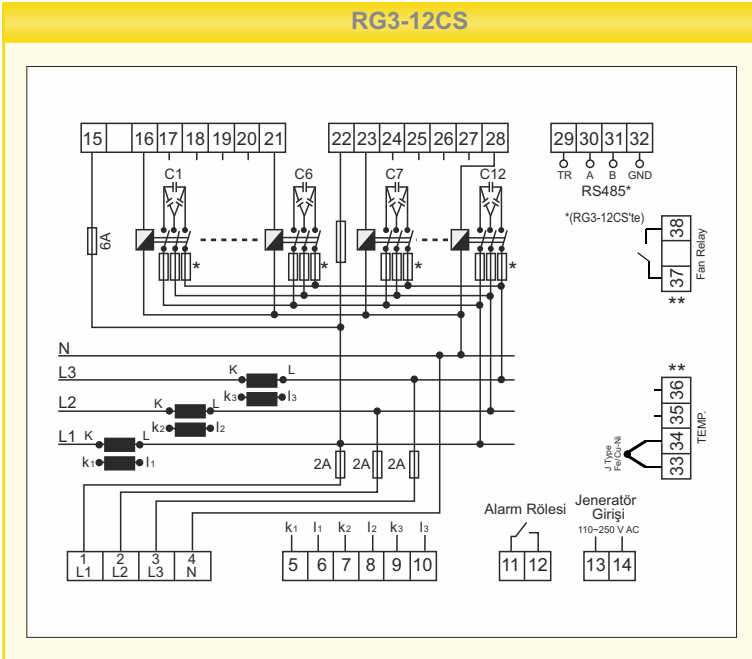 RG3-12CS
15 16 17 18 19 20 21 22 23 24 25 26 27 28 29 30 31 32
TR A B GND
RS485*
*(RG3-12CS'te)
C1 C6 C7 C12
6A
* *
* *
38
37
Fan Relay
**
N
L3 K L
k3 l3
L2 K L
k2 l2
L1 K L
k1 l1
2A 2A 2A
**
36
35
34
33
TEMP.
J Type
Fe/Cu-Ni
Alarm Rölesi
Jeneratör
Girişi
110~250 V AC
k1 l1 k2 l2 k3 l3
1 2 3 4
L1 L2 L3 N
5 6 7 8 9 10
11 12
13 14